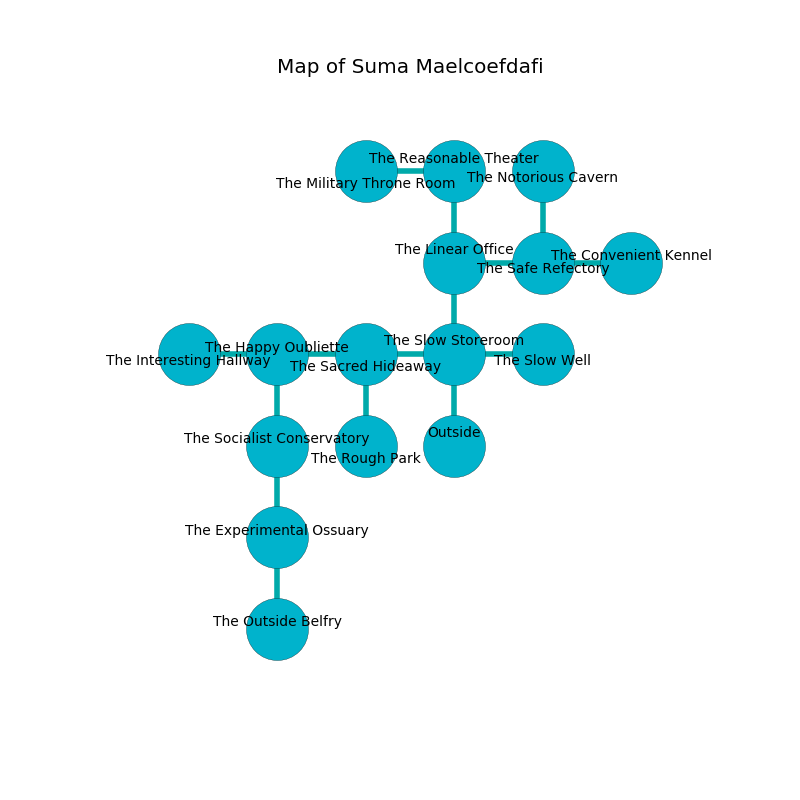 Map of Suma Maelcoefdafi
The Reasonable Theater
The Military Throne Room
The Notorious Cavern
The Linear Office
The Convenient Kennel
The Safe Refectory
The Slow Storeroom
The Happy Oubliette
The Interesting Hallway
The Sacred Hideaway
The Slow Well
Outside
The Socialist Conservatory
The Rough Park
The Experimental Ossuary
The Outside Belfry